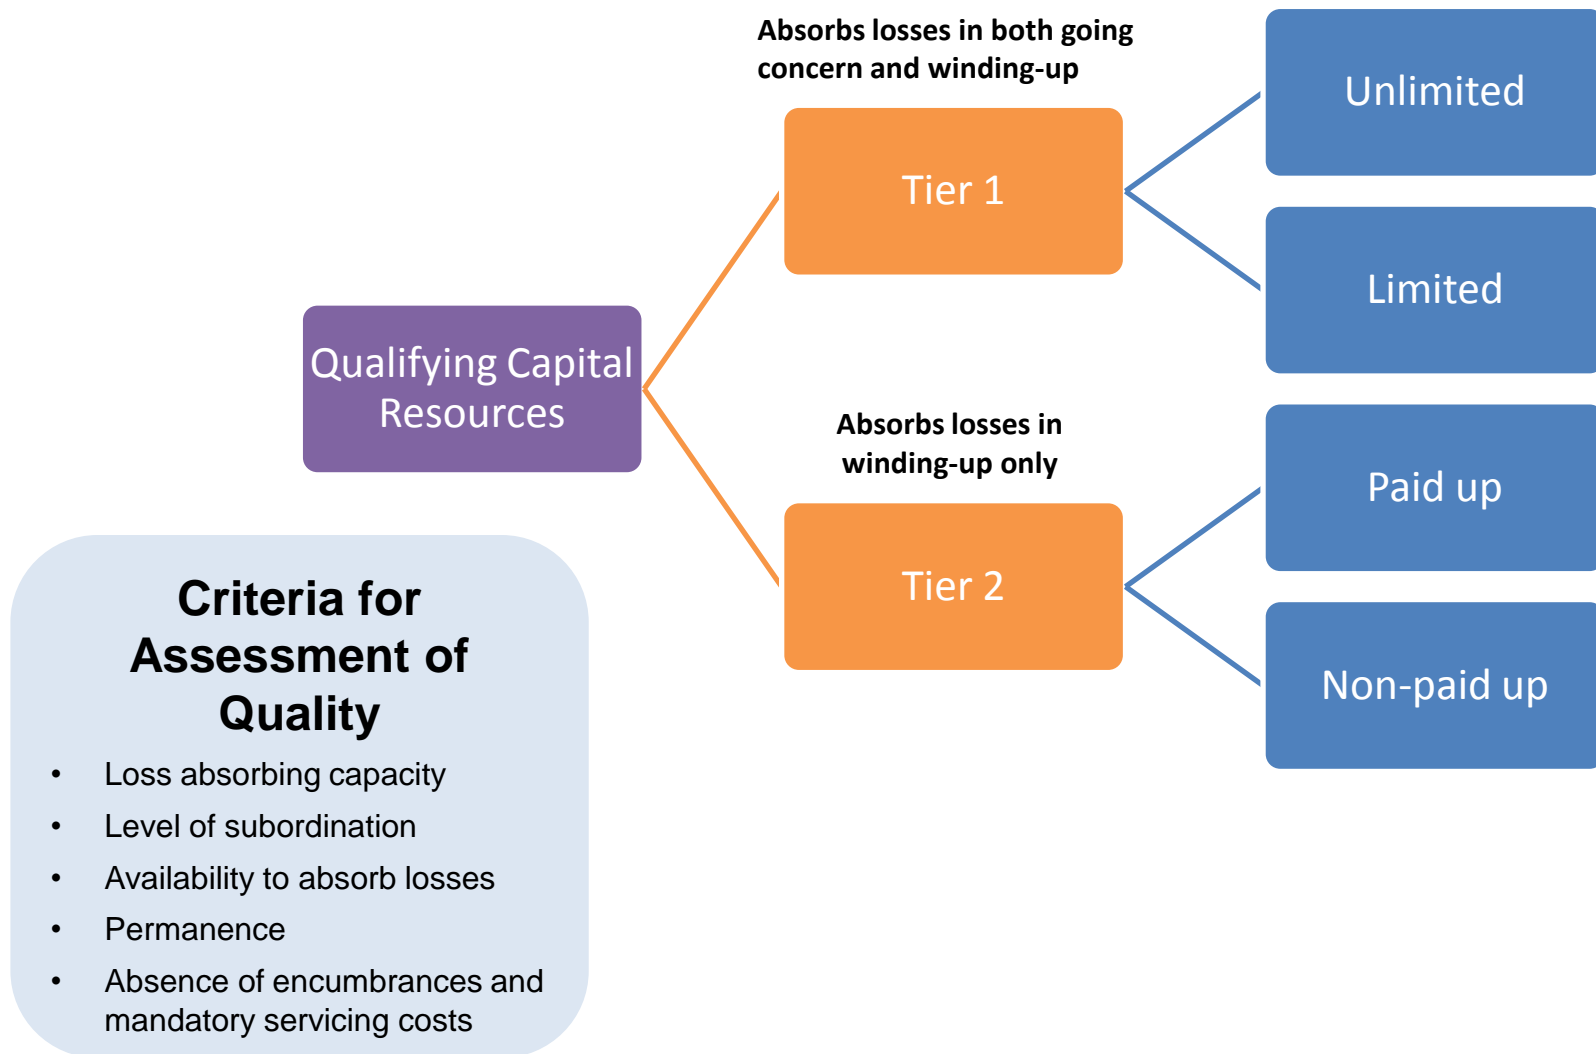 Absorbs losses in both going
concern and winding-up
Unlimited
Tier 1
Limited
Qualifying Capital
Resources
Absorbs losses in
winding-up only
Paid up
Tier 2
Non-paid up
Criteria for
Assessment of
Quality
• Loss absorbing capacity
• Level of subordination
• Availability to absorb losses
• Permanence
• Absence of encumbrances and
mandatory servicing costs